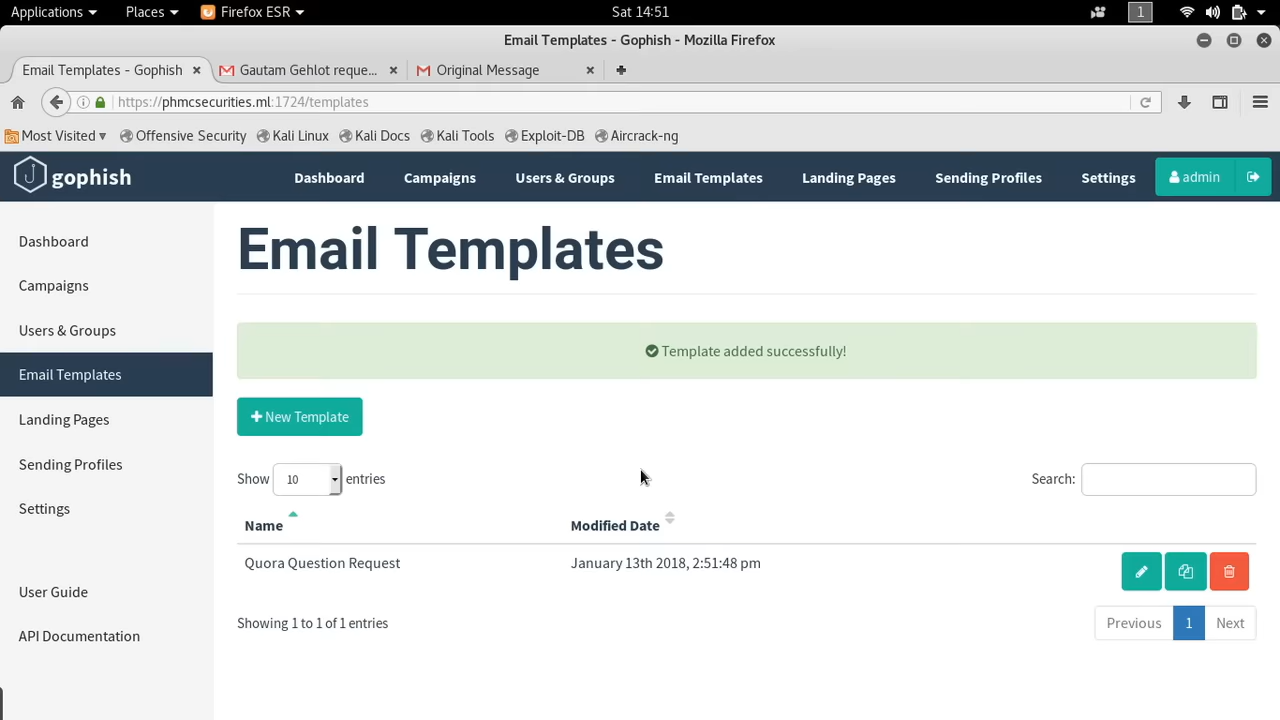 Applications Places Firefox ESR Sat 14:51 1
Email Templates - Gophish - Mozilla Firefox
Email Templates - Gophish Gautam Gehlot reque... Original Message
https://phmcsecurities.ml:1724/templates
Most Visited Offensive Security Kali Linux Kali Docs Kali Tools Exploit-DB Aircrack-ng
gophish Dashboard Campaigns Users & Groups Email Templates Landing Pages Sending Profiles Settings admin
Dashboard
Campaigns
Users & Groups
Email Templates
Landing Pages
Sending Profiles
Settings
User Guide
API Documentation
Email Templates
Template added successfully!
New Template
Show 10 entries Search:
Name Modified Date
Quora Question Request January 13th 2018, 2:51:48 pm
Showing 1 to 1 of 1 entries Previous 1 Next